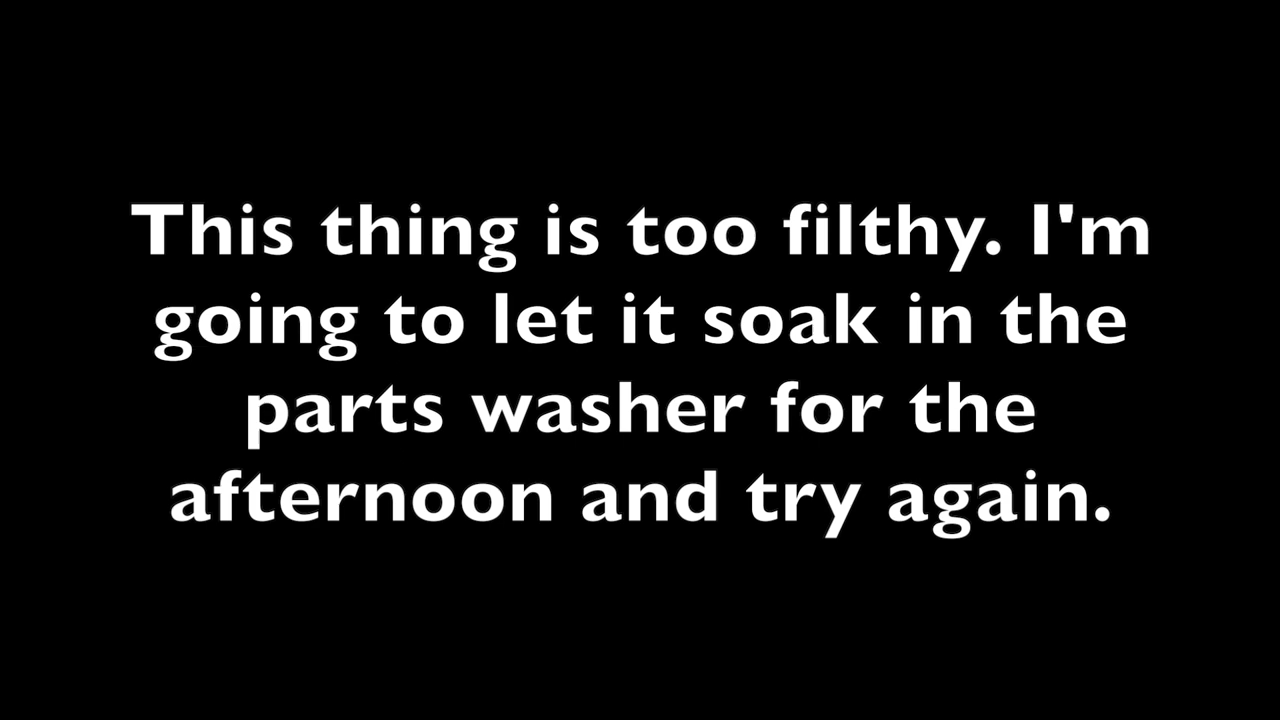 This thing is too filthy. I'm
going to let it soak in the
parts washer for the
afternoon and try again.